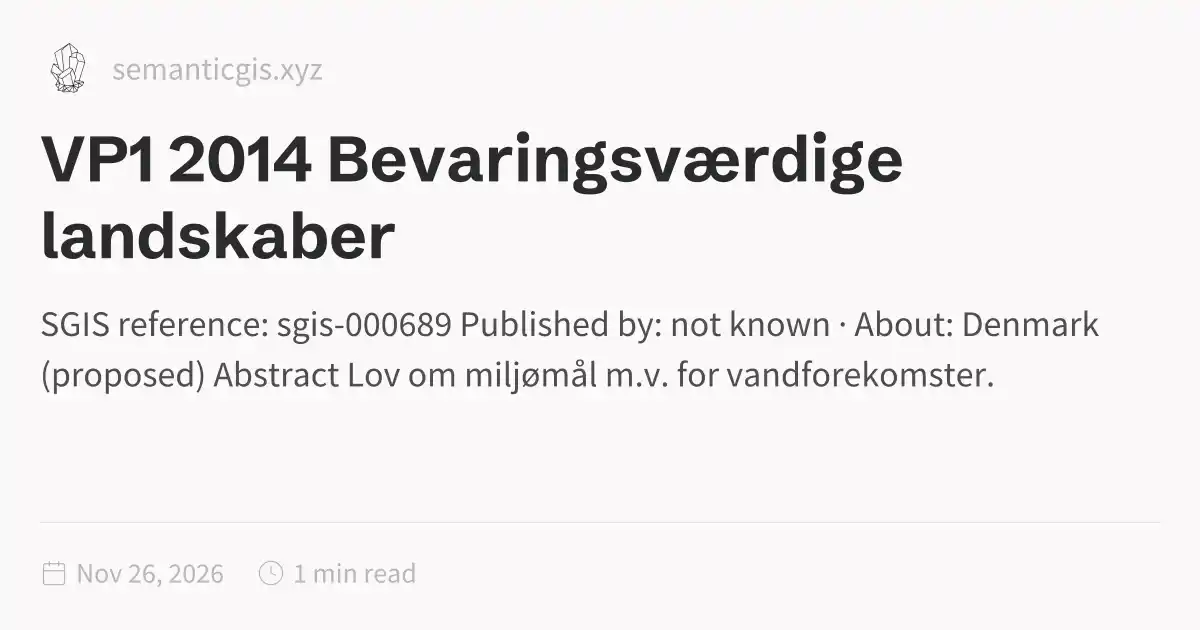 semanticgis.xyz
VP1 2014 Bevaringsværdige
landskaber
SGIS reference: sgis-000689 Published by: not known · About: Denmark
(proposed) Abstract Lov om miljømål m.v. for vandforekomster.
Nov 26, 2026 1 min read